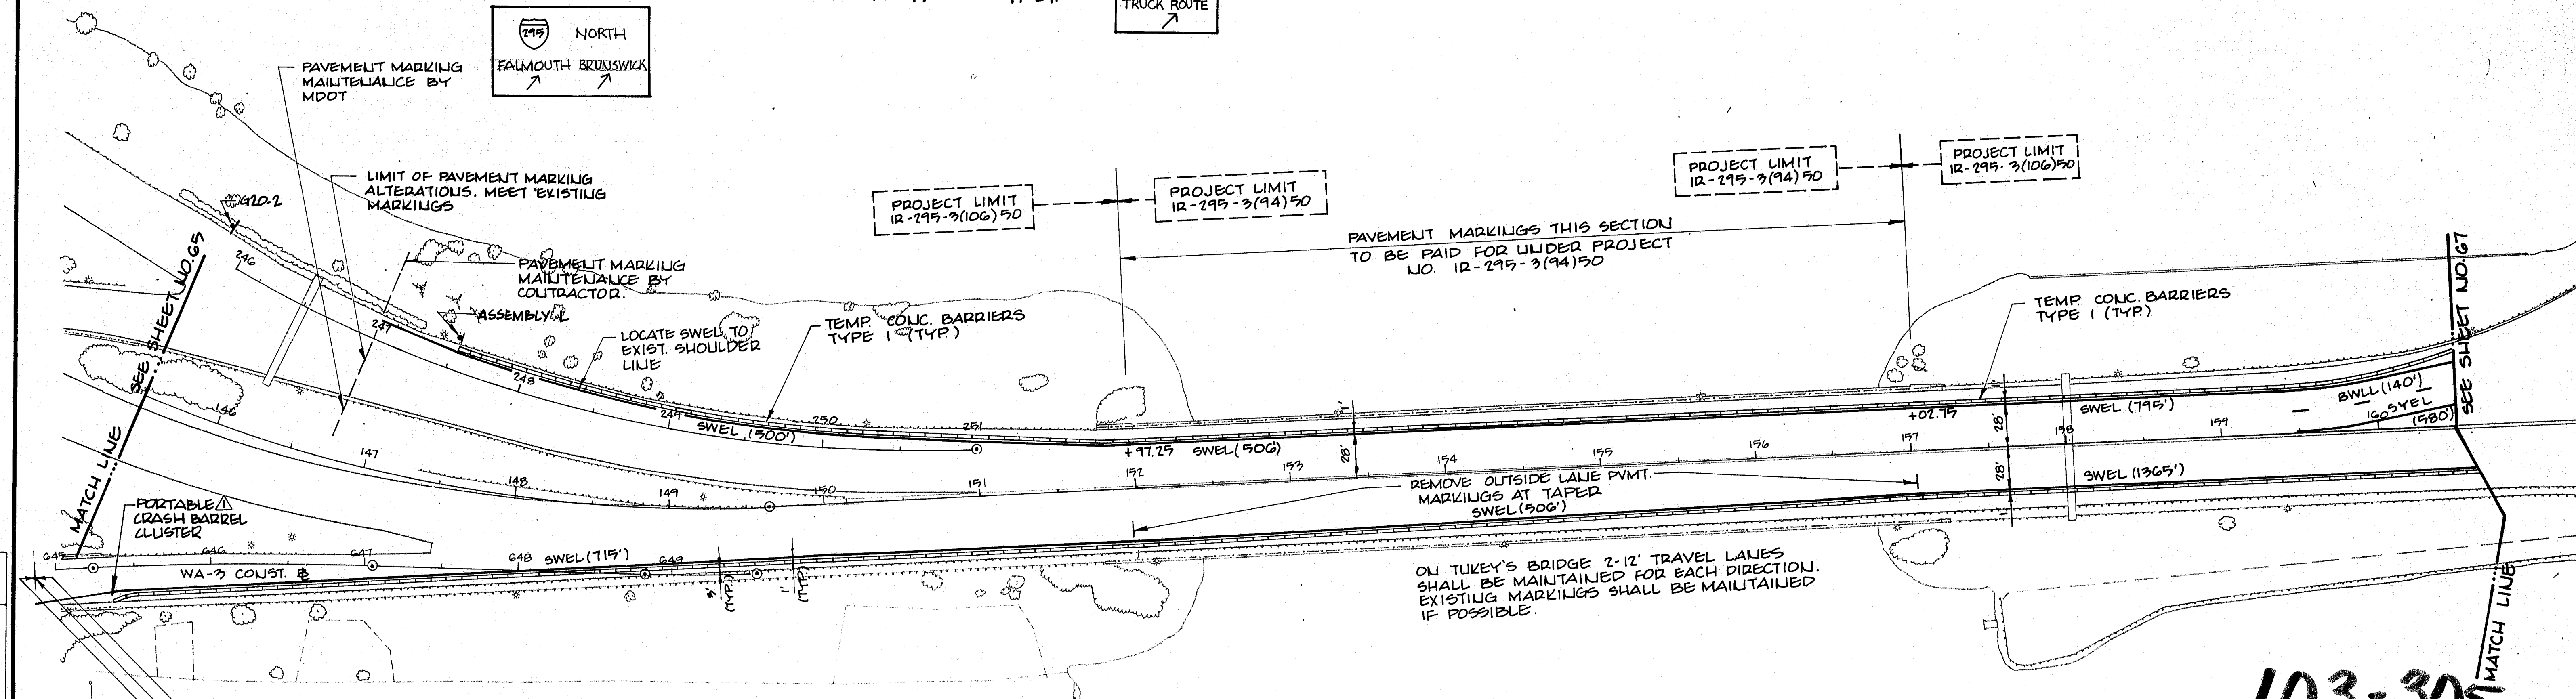 TRUCK ROUTE
295 NORTH
FALMOUTH BRUNSWICK
PAVEMENT MARKING
MAINTENANCE BY
MDOT
LIMIT OF PAVEMENT MARKING
ALTERATIONS. MEET EXISTING
MARKINGS
G20-2
PAVEMENT MARKING
MAINTENANCE BY
CONTRACTOR.
ASSEMBLY L
LOCATE SWEL TO
EXIST. SHOULDER
LINE
TEMP. CONC. BARRIERS
TYPE 1 (TYP.)
PROJECT LIMIT
IR-295-3(106)50
PROJECT LIMIT
IR-295-3(94)50
PAVEMENT MARKINGS THIS SECTION
TO BE PAID FOR UNDER PROJECT
NO. IR-295-3(94)50
PROJECT LIMIT
IR-295-3(94)50
PROJECT LIMIT
IR-295-3(106)50
TEMP. CONC. BARRIERS
TYPE 1 (TYP.)
SEE SHEET NO. 65
MATCH LINE
SEE SHEET NO. 67
MATCH LINE
246
247
248
249
250
251
SWEL (500')
+97.25 SWEL (506')
1'
28'
+02.75
1'
28'
28'
1'
SWEL (795')
BWLL (140')
SYEL
(580')
146
147
148
149
150
151
152
153
154
155
156
157
158
159
160
REMOVE OUTSIDE LANE PVMT.
MARKINGS AT TAPER
SWEL (506')
SWEL (1365')
PORTABLE 1
CRASH BARREL
CLUSTER
645
646
647
648
649
SWEL (715')
WA-3 CONST. BL
(TYP.)
1' (TYP.)
ON TUKEY'S BRIDGE 2-12' TRAVEL LANES
SHALL BE MAINTAINED FOR EACH DIRECTION.
EXISTING MARKINGS SHALL BE MAINTAINED
IF POSSIBLE.